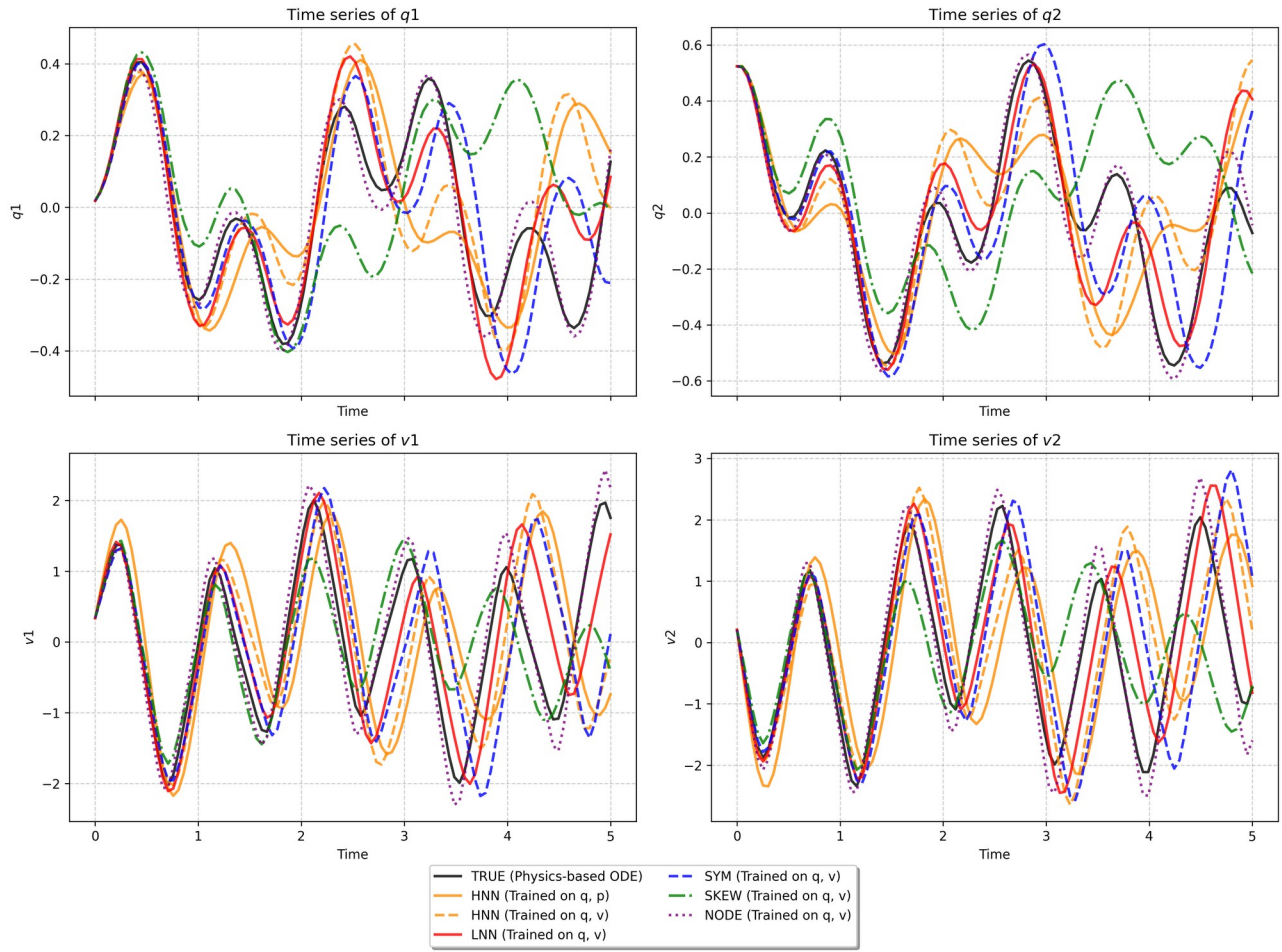 Time series of q1
0.4
0.2
0.0
−0.2
−0.4
q1
Time
Time series of q2
0.6
0.4
0.2
0.0
−0.2
−0.4
−0.6
q2
Time
Time series of v1
2
1
0
−1
−2
v1
0 1 2 3 4 5
Time
Time series of v2
3
2
1
0
−1
−2
v2
0 1 2 3 4 5
Time
TRUE (Physics-based ODE)
HNN (Trained on q, p)
HNN (Trained on q, v)
LNN (Trained on q, v)
SYM (Trained on q, v)
SKEW (Trained on q, v)
NODE (Trained on q, v)